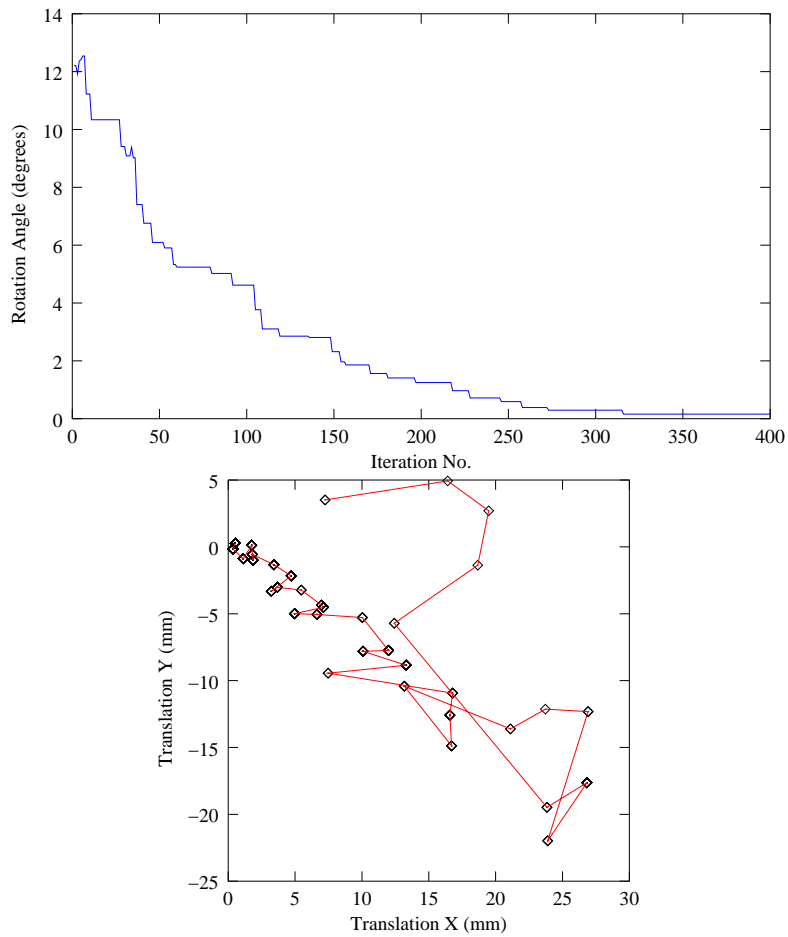 14
12
10
8
6
4
2
0
Rotation Angle (degrees)
0 50 100 150 200 250 300 350 400
Iteration No.
5
0
−5
−10
−15
−20
−25
Translation Y (mm)
0 5 10 15 20 25 30
Translation X (mm)